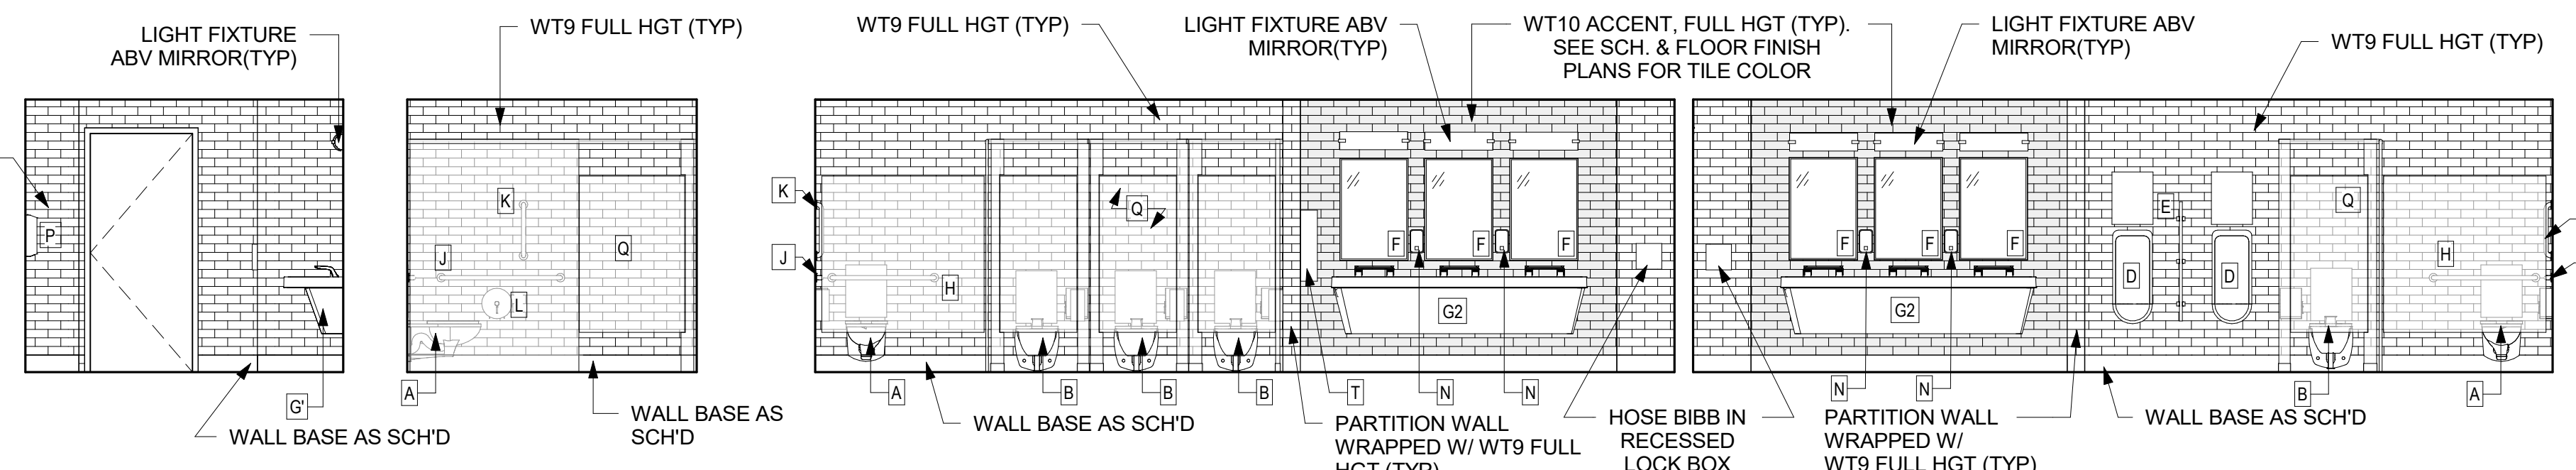 LIGHT FIXTURE
ABV MIRROR(TYP)
P
G'
WALL BASE AS SCH'D
WT9 FULL HGT (TYP)
K
J
L
Q
A
WALL BASE AS
SCH'D
WT9 FULL HGT (TYP)
LIGHT FIXTURE ABV
MIRROR(TYP)
WT10 ACCENT, FULL HGT (TYP).
SEE SCH. & FLOOR FINISH
PLANS FOR TILE COLOR
K
J
H
Q
F
F
F
G2
A
B
B
B
T
N
N
WALL BASE AS SCH'D
PARTITION WALL
WRAPPED W/ WT9 FULL
HGT (TYP)
HOSE BIBB IN
RECESSED
LOCK BOX
LIGHT FIXTURE ABV
MIRROR(TYP)
WT9 FULL HGT (TYP)
F
F
F
G2
E
D
D
Q
H
N
N
B
A
PARTITION WALL
WRAPPED W/
WT9 FULL HGT (TYP)
WALL BASE AS SCH'D